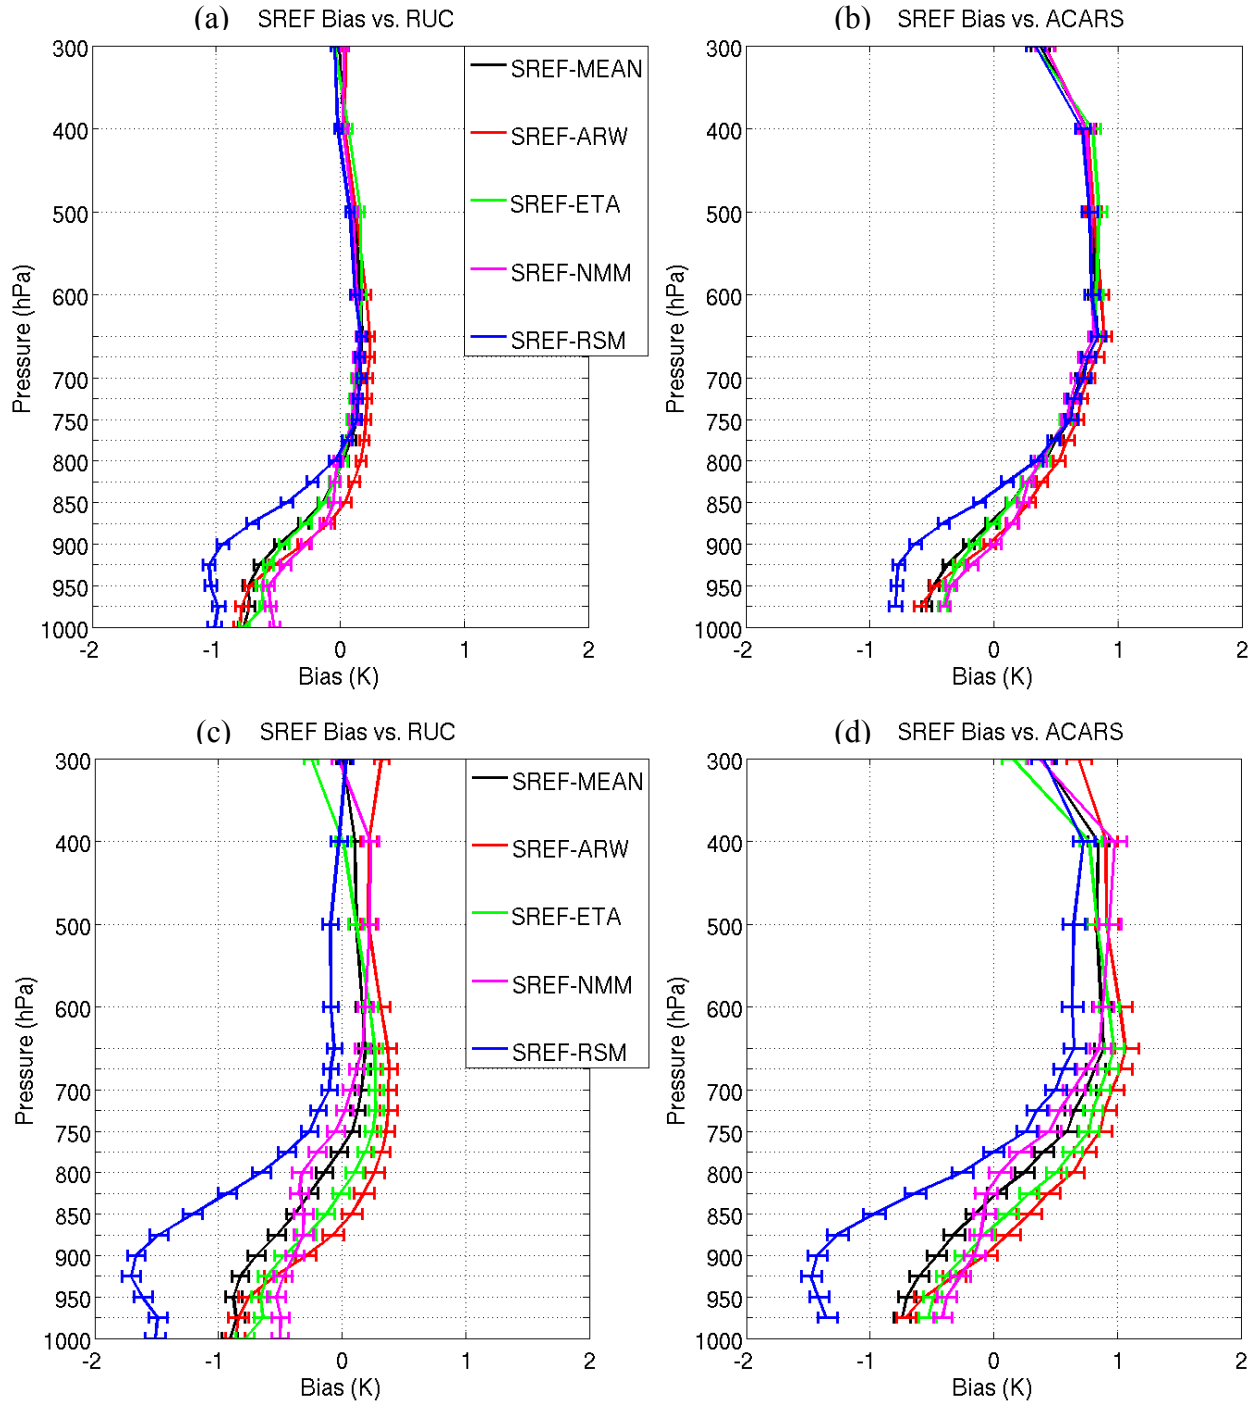 (a) SREF Bias vs. RUC
300
400
500
600
700
750
800
850
900
950
1000
Pressure (hPa)
-2 -1 0 1 2
Bias (K)
SREF-MEAN
SREF-ARW
SREF-ETA
SREF-NMM
SREF-RSM
(b) SREF Bias vs. ACARS
300
400
500
600
700
750
800
850
900
950
1000
Pressure (hPa)
-2 -1 0 1 2
Bias (K)
(c) SREF Bias vs. RUC
300
400
500
600
700
750
800
850
900
950
1000
Pressure (hPa)
-2 -1 0 1 2
Bias (K)
SREF-MEAN
SREF-ARW
SREF-ETA
SREF-NMM
SREF-RSM
(d) SREF Bias vs. ACARS
300
400
500
600
700
750
800
850
900
950
1000
Pressure (hPa)
-2 -1 0 1 2
Bias (K)